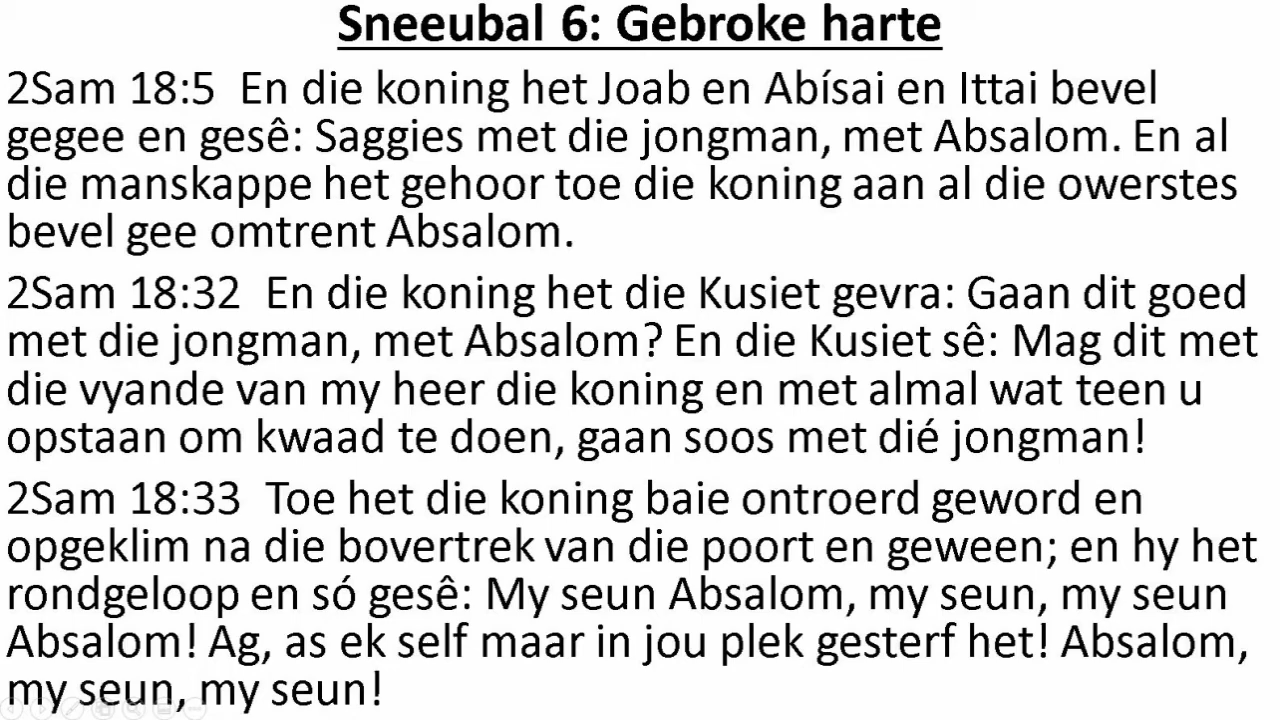 Sneeubal 6: Gebroke harte
2Sam 18:5  En die koning het Joab en Abísai en Ittai bevel
gegee en gesê: Saggies met die jongman, met Absalom. En al
die manskappe het gehoor toe die koning aan al die owerstes
bevel gee omtrent Absalom.
2Sam 18:32  En die koning het die Kusiet gevra: Gaan dit goed
met die jongman, met Absalom? En die Kusiet sê: Mag dit met
die vyande van my heer die koning en met almal wat teen u
opstaan om kwaad te doen, gaan soos met dié jongman!
2Sam 18:33  Toe het die koning baie ontroerd geword en
opgeklim na die bovertrek van die poort en geween; en hy het
rondgeloop en só gesê: My seun Absalom, my seun, my seun
Absalom! Ag, as ek self maar in jou plek gesterf het! Absalom,
my seun, my seun!